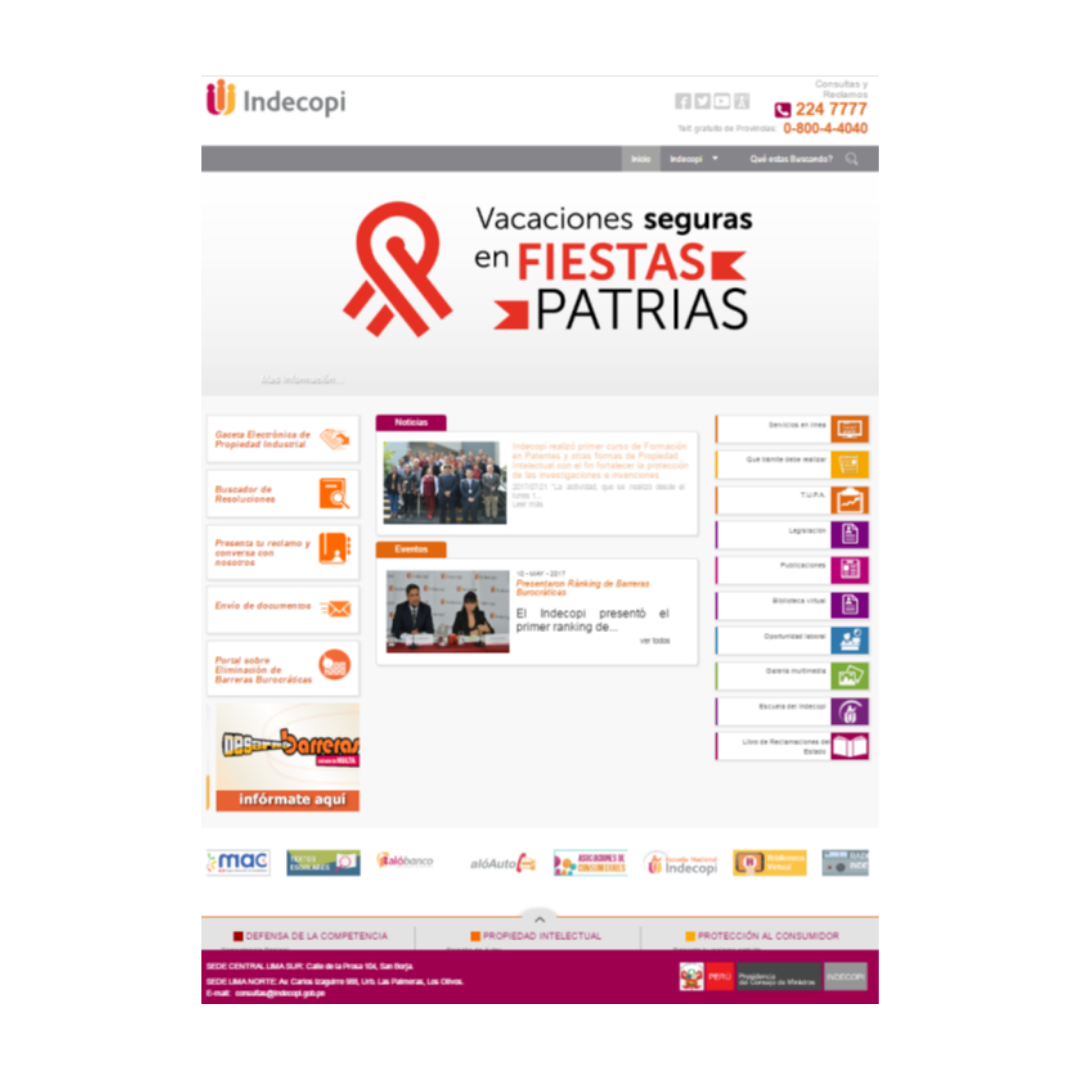 Indecopi
Consultas y
Reclamos
224 7777
Telf. gratuito de Provincias: 0-800-4-4040
Inicio Indecopi Qué estas Buscando?
Vacaciones seguras
en FIESTAS
PATRIAS
Más información...
Gaceta Electrónica de
Propiedad Industrial
Buscador de
Resoluciones
Presenta tu reclamo y
conversa con
nosotros
Envío de documentos
Portal sobre
Eliminación de
Barreras Burocráticas
barreras
MULTA
infórmate aquí
Noticias
Indecopi realizó primer curso de Formación
en Patentes y otras formas de Propiedad
Intelectual con el fin fortalecer la protección
de las investigaciones e invenciones
"La actividad, que se realizó desde el
lunes 1...
Leer más
Eventos
10 - MAY - 2017
Presentaron Ránking de Barreras
Burocráticas
El Indecopi presentó el
primer ranking de...
ver todos
Servicios en línea
Que trámite debe realizar
T.U.P.A.
Legislación
Publicaciones
Biblioteca virtual
Oportunidad laboral
Galería multimedia
Escuela del Indecopi
Libro de Reclamaciones del
Estado
mac
alóbanco
alóAuto
ASOCIACIONES DE
CONSUMIDORES
Escuela Nacional
Indecopi
Biblioteca
Virtual
DEFENSA DE LA COMPETENCIA
PROPIEDAD INTELECTUAL
PROTECCIÓN AL CONSUMIDOR
SEDE CENTRAL LIMA SUR: Calle de la Prosa 104, San Borja.
SEDE LIMA NORTE: Av. Carlos Izaguirre 988, Urb. Las Palmeras, Los Olivos.
E-mail: consultas@indecopi.gob.pe
PERÚ
Presidencia
del Consejo de Ministros
INDECOPI